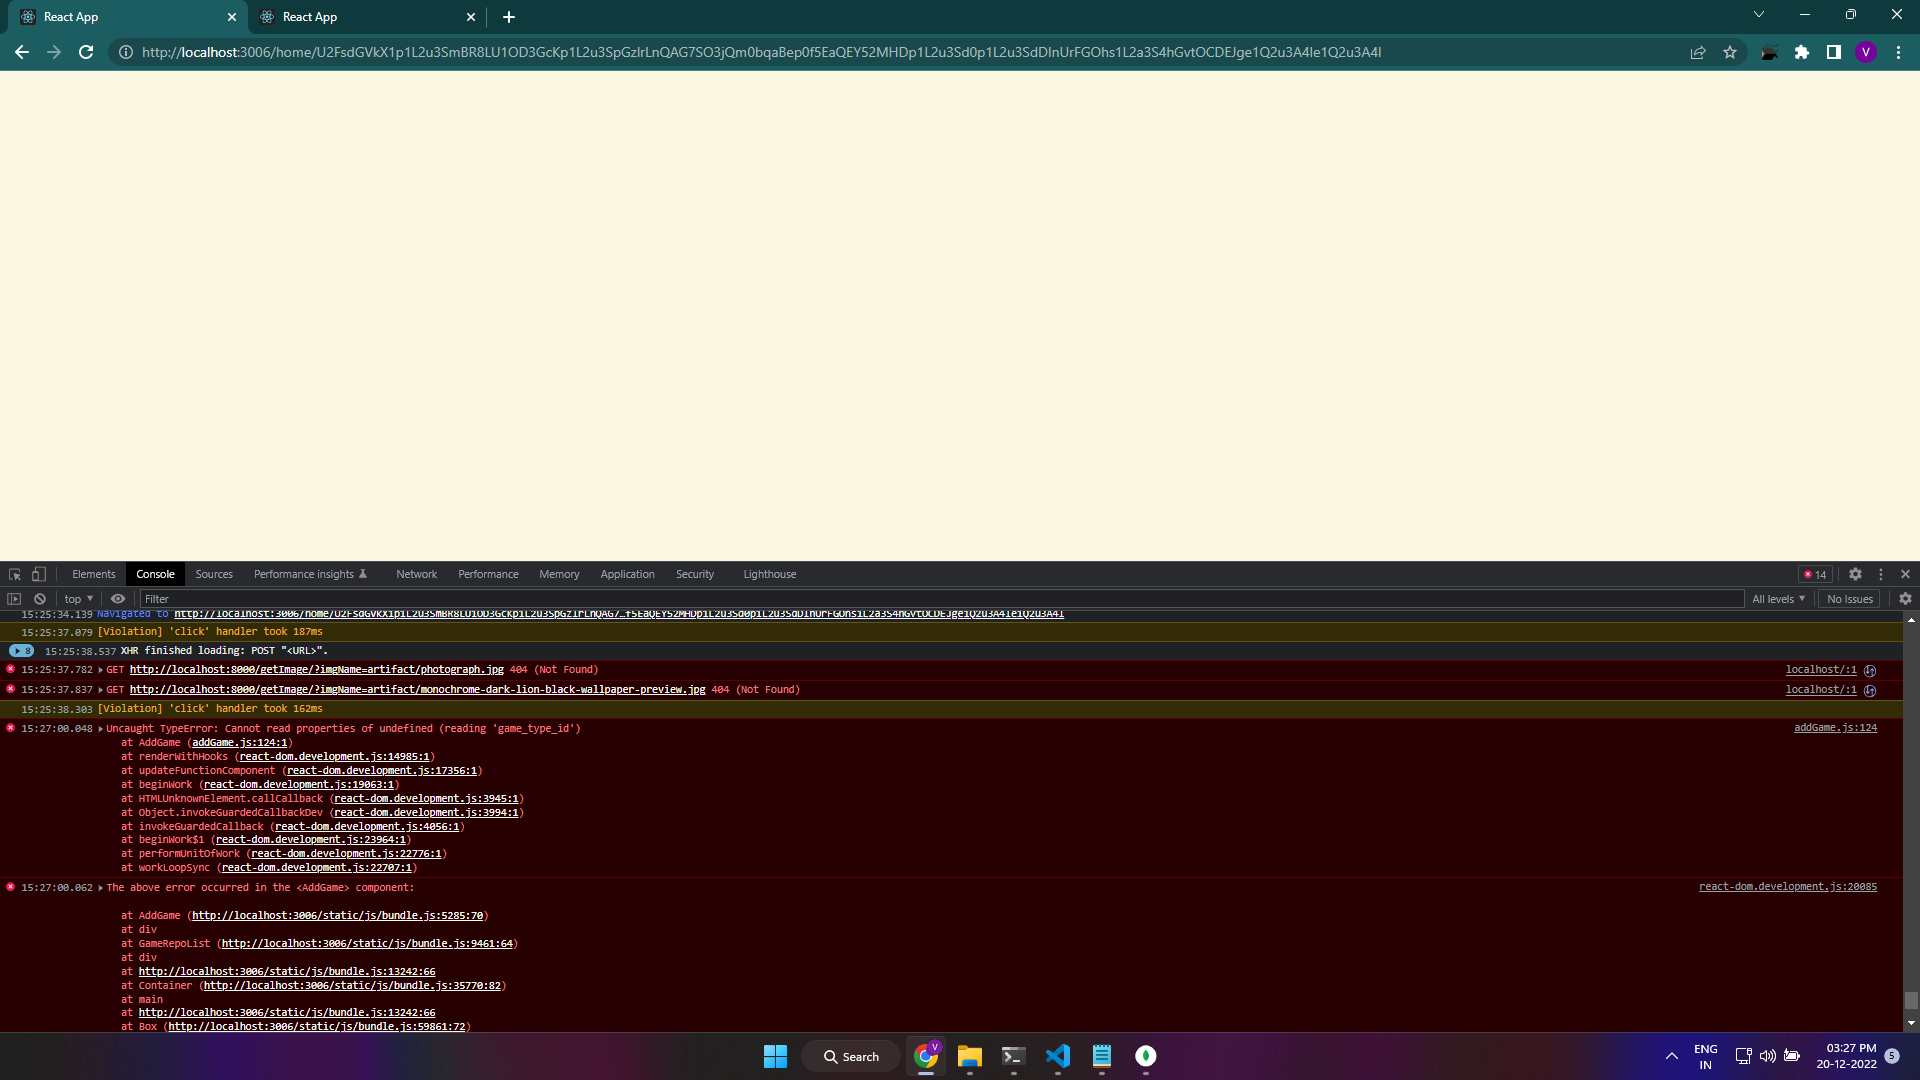 React App
React App
http://localhost:3006/home/U2FsdGVkX1p1L2u3SmBR8LU1OD3GcKp1L2u3SpGzlrLnQAG7SO3jQm0bqaBep0f5EaQEY52MHDp1L2u3Sd0p1L2u3SdDInUrFGOhs1L2a3S4hGvtOCDEJge1Q2u3A4Ie1Q2u3A4I
V
Elements
Console
Sources
Performance insights
Network
Performance
Memory
Application
Security
Lighthouse
14
top
Filter
All levels
No Issues
15:25:34.139 Navigated to http://localhost:3006/home/U2FsdGVkX1p1L2u3SmBR8LU1OD3GcKp1L2u3SpGzlrLnQAG7…f5EaQEY52MHDp1L2u3Sd0p1L2u3SdDInUrFGOhs1L2a3S4hGvtOCDEJge1Q2u3A4Ie1Q2u3A4I
15:25:37.079 [Violation] 'click' handler took 187ms
8 15:25:38.537 XHR finished loading: POST "<URL>".
15:25:37.782 GET http://localhost:8000/getImage/?imgName=artifact/photograph.jpg 404 (Not Found) localhost/:1
15:25:37.837 GET http://localhost:8000/getImage/?imgName=artifact/monochrome-dark-lion-black-wallpaper-preview.jpg 404 (Not Found) localhost/:1
15:25:38.303 [Violation] 'click' handler took 162ms
15:27:00.048 Uncaught TypeError: Cannot read properties of undefined (reading 'game_type_id') addGame.js:124
at AddGame (addGame.js:124:1)
at renderWithHooks (react-dom.development.js:14985:1)
at updateFunctionComponent (react-dom.development.js:17356:1)
at beginWork (react-dom.development.js:19063:1)
at HTMLUnknownElement.callCallback (react-dom.development.js:3945:1)
at Object.invokeGuardedCallbackDev (react-dom.development.js:3994:1)
at invokeGuardedCallback (react-dom.development.js:4056:1)
at beginWork$1 (react-dom.development.js:23964:1)
at performUnitOfWork (react-dom.development.js:22776:1)
at workLoopSync (react-dom.development.js:22707:1)
15:27:00.062 The above error occurred in the <AddGame> component: react-dom.development.js:20085
at AddGame (http://localhost:3006/static/js/bundle.js:5285:70)
at div
at GameRepoList (http://localhost:3006/static/js/bundle.js:9461:64)
at div
at http://localhost:3006/static/js/bundle.js:13242:66
at Container (http://localhost:3006/static/js/bundle.js:35770:82)
at main
at http://localhost:3006/static/js/bundle.js:13242:66
at Box (http://localhost:3006/static/js/bundle.js:59861:72)
Search
V
ENG
IN
03:27 PM
20-12-2022
5